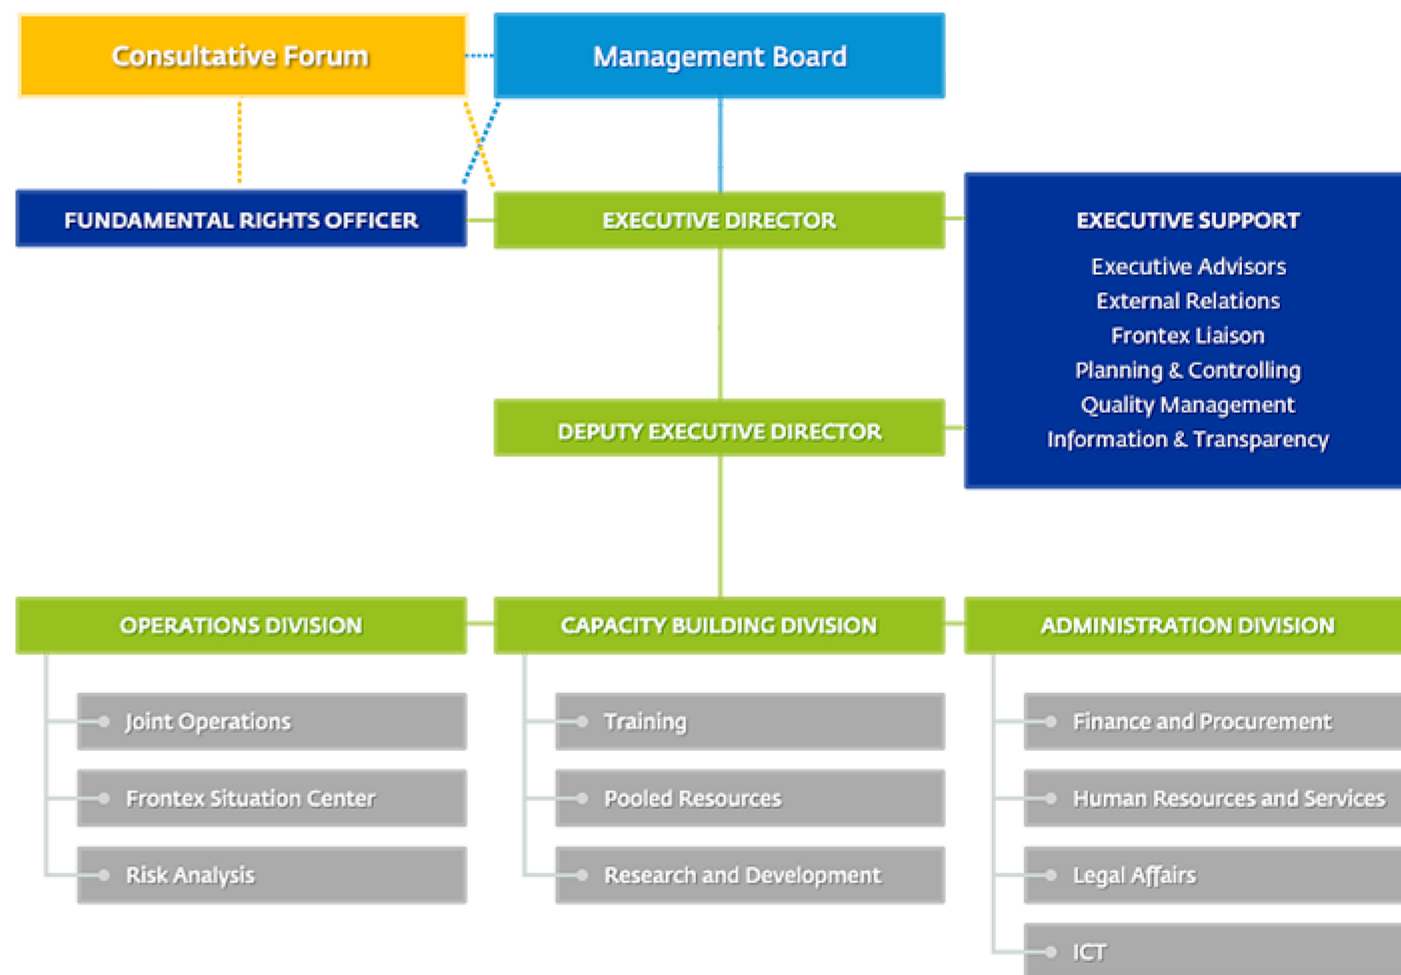 Consultative Forum
Management Board
FUNDAMENTAL RIGHTS OFFICER
EXECUTIVE DIRECTOR
EXECUTIVE SUPPORT
Executive Advisors
External Relations
Frontex Liaison
Planning & Controlling
Quality Management
Information & Transparency
DEPUTY EXECUTIVE DIRECTOR
OPERATIONS DIVISION
Joint Operations
Frontex Situation Center
Risk Analysis
CAPACITY BUILDING DIVISION
Training
Pooled Resources
Research and Development
ADMINISTRATION DIVISION
Finance and Procurement
Human Resources and Services
Legal Affairs
ICT